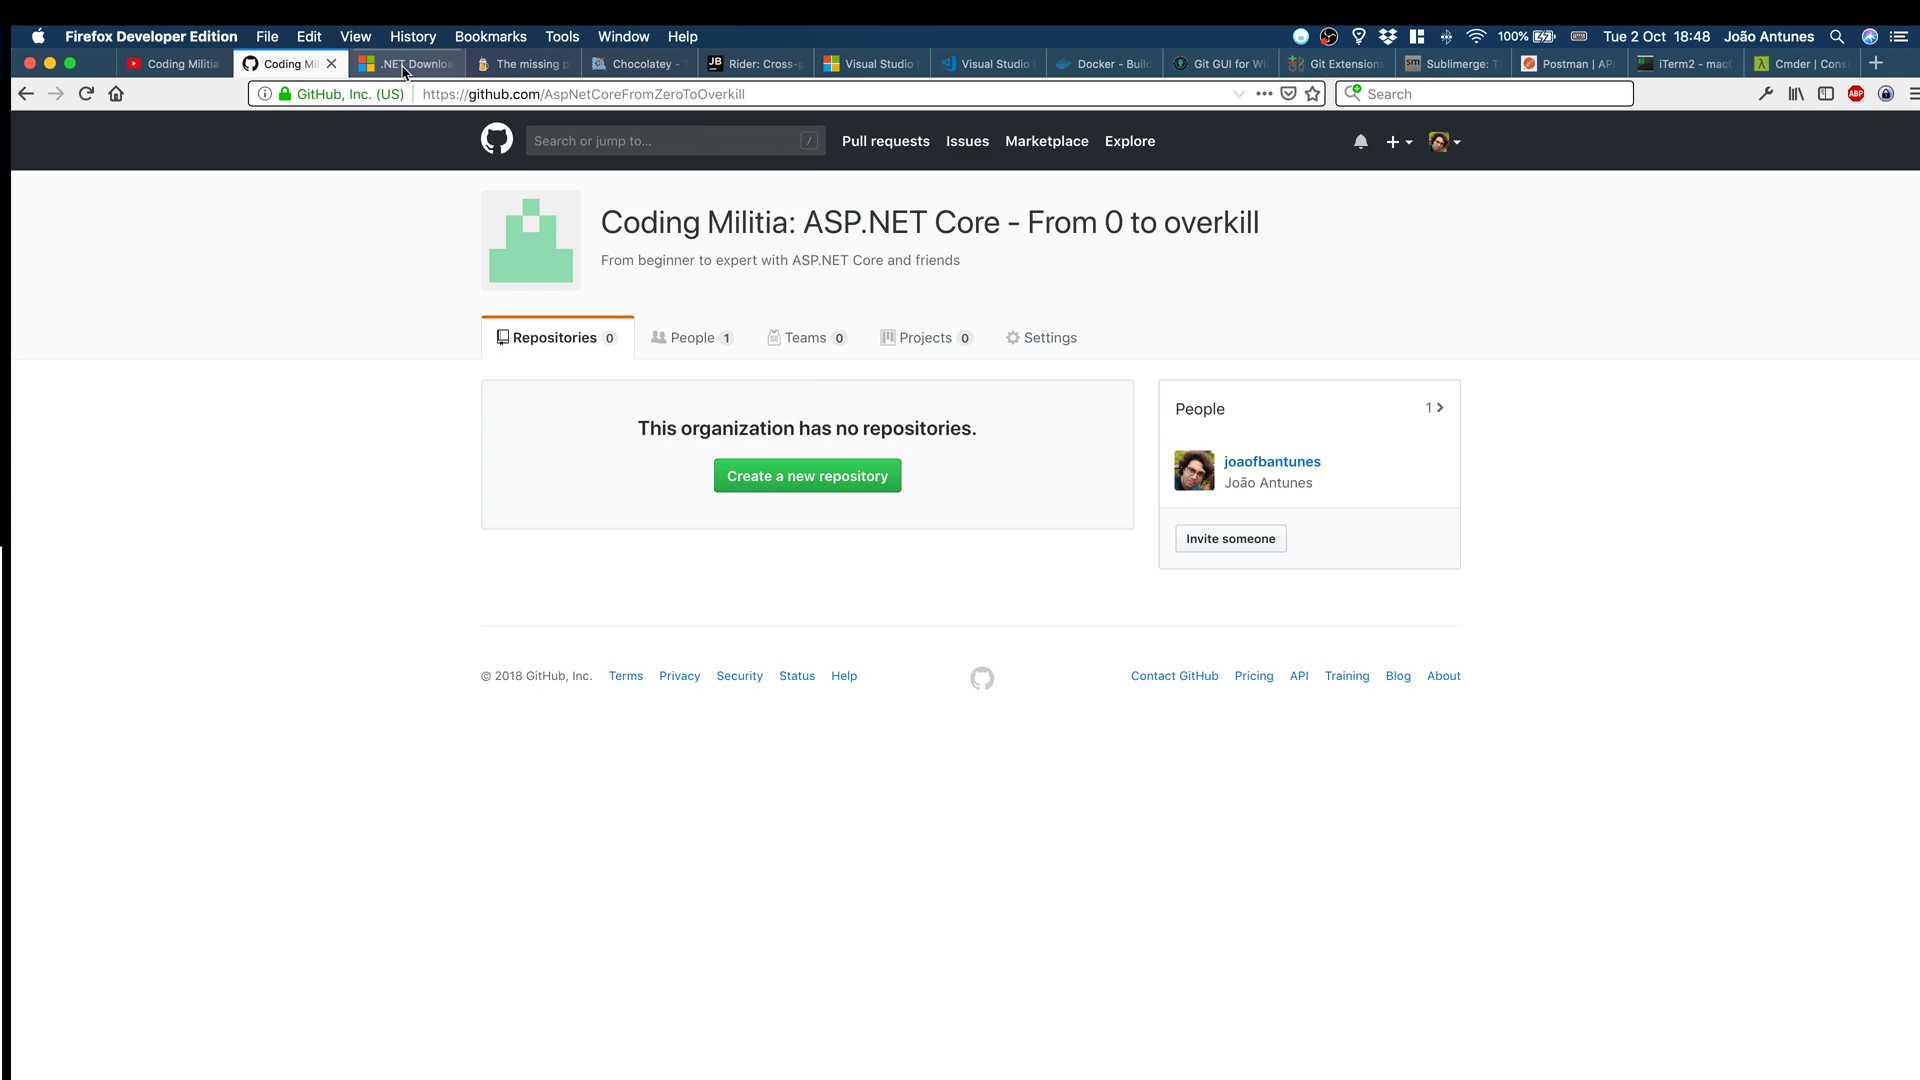 Firefox Developer Edition File Edit View History Bookmarks Tools Window Help 100% Tue 2 Oct 18:48 João Antunes
Coding Militia Coding Mi .NET Downloa The missing p Chocolatey - JB Rider: Cross-p Visual Studio Visual Studio Docker - Build Git GUI for Wi Git Extensions sm Sublimerge: T Postman | API iTerm2 - macO λ Cmder | Cons
GitHub, Inc. (US) https://github.com/AspNetCoreFromZeroToOverkill Search ABP
Search or jump to... / Pull requests Issues Marketplace Explore
Coding Militia: ASP.NET Core - From 0 to overkill
From beginner to expert with ASP.NET Core and friends
Repositories 0 People 1 Teams 0 Projects 0 Settings
This organization has no repositories.
Create a new repository
People 1
joaofbantunes
João Antunes
Invite someone
© 2018 GitHub, Inc. Terms Privacy Security Status Help Contact GitHub Pricing API Training Blog About